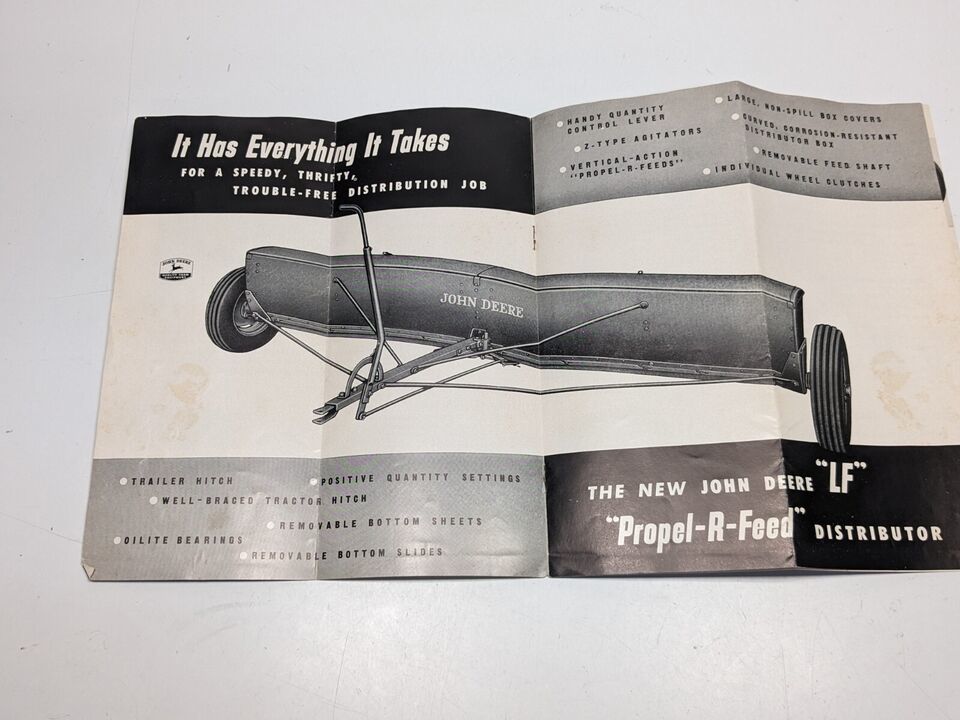 It Has Everything It Takes
FOR A SPEEDY, THRIFTY,
TROUBLE-FREE DISTRIBUTION JOB
HANDY QUANTITY
CONTROL LEVER
Z-TYPE AGITATORS
VERTICAL-ACTION
"PROPEL-R-FEEDS"
LARGE, NON-SPILL BOX COVERS
CURVED, CORROSION-RESISTANT
DISTRIBUTOR BOX
REMOVABLE FEED SHAFT
INDIVIDUAL WHEEL CLUTCHES
JOHN DEERE
JOHN DEERE
TRAILER HITCH
POSITIVE QUANTITY SETTINGS
WELL-BRACED TRACTOR HITCH
REMOVABLE BOTTOM SHEETS
OILITE BEARINGS
REMOVABLE BOTTOM SLIDES
THE NEW JOHN DEERE "LF"
"Propel-R-Feed" DISTRIBUTOR